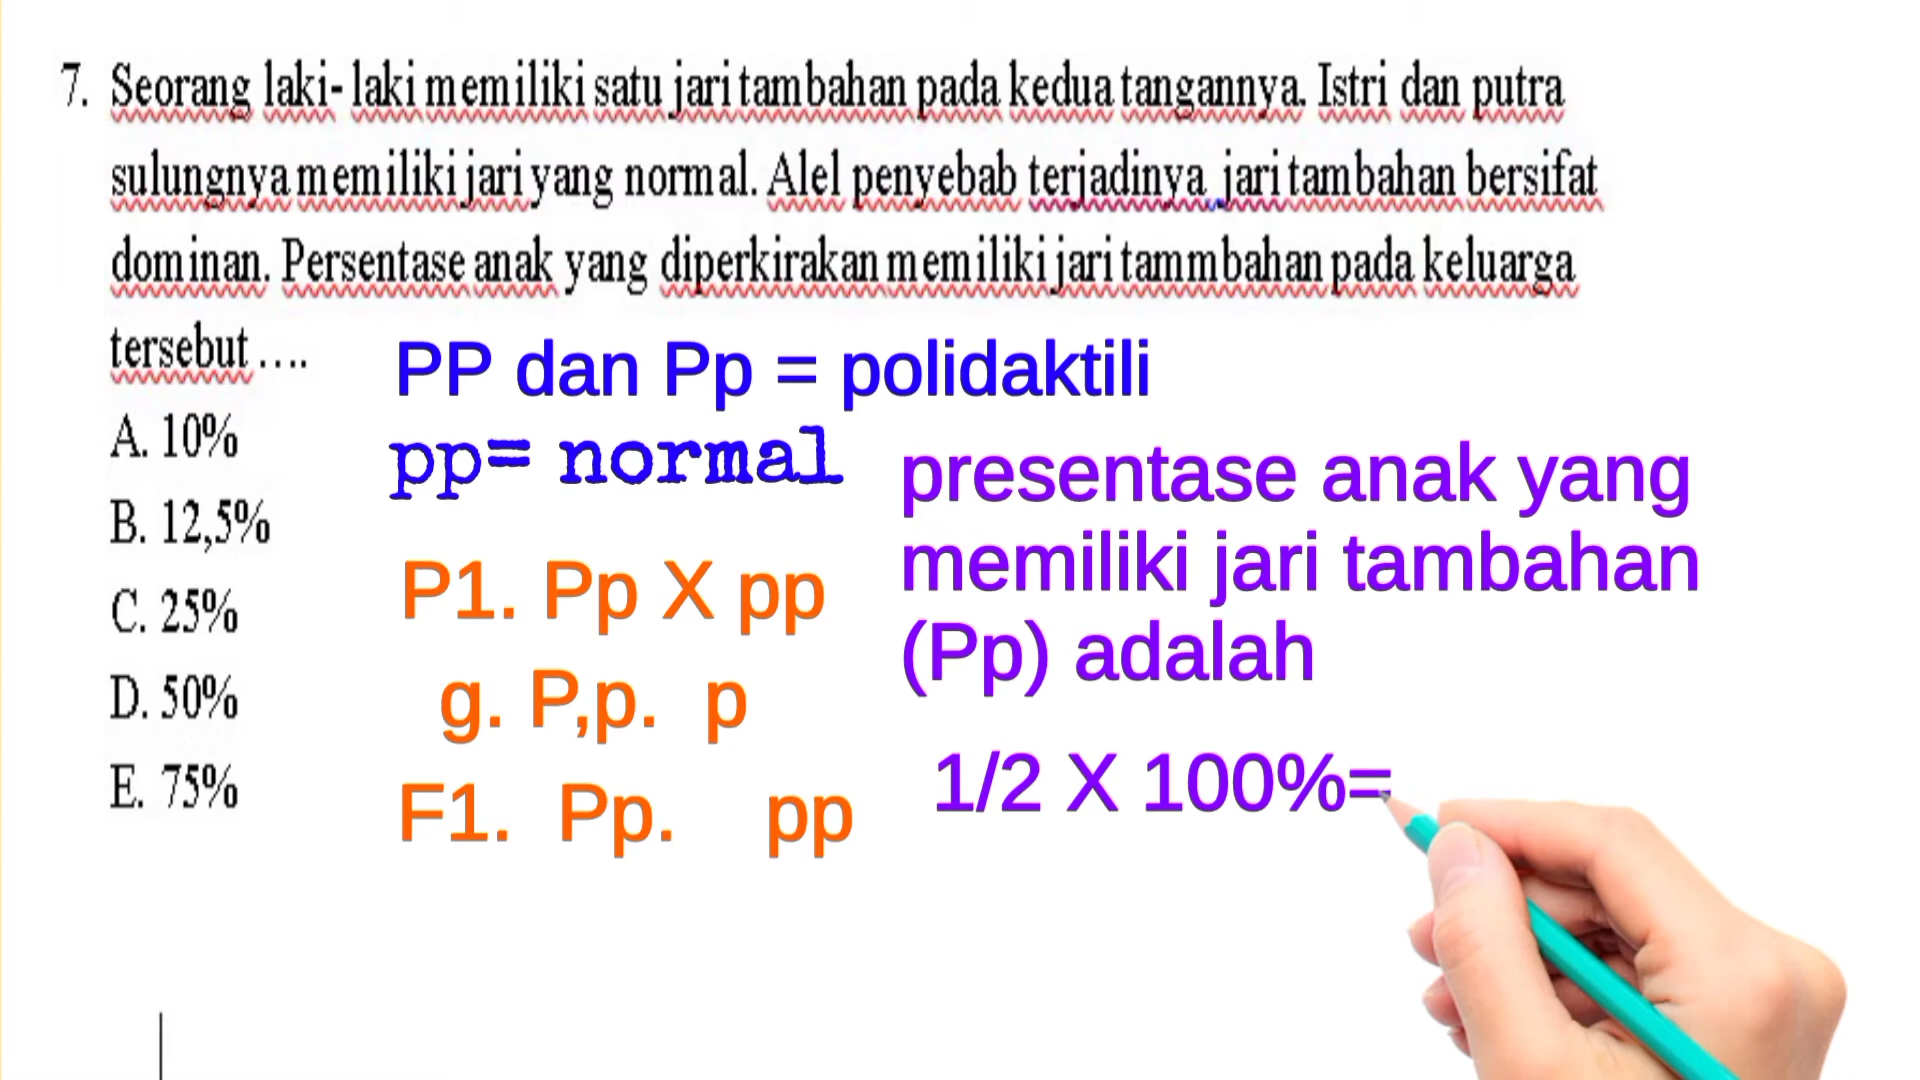 7. Seorang laki- laki memiliki satu jari tambahan pada kedua tangannya. Istri dan putra
sulungnya memiliki jari yang normal. Alel penyebab terjadinya jari tambahan bersifat
dominan. Persentase anak yang diperkirakan memiliki jari tammbahan pada keluarga
tersebut ....
A. 10%
B. 12,5%
C. 25%
D. 50%
E. 75%
PP dan Pp = polidaktili
pp= normal
P1. Pp X pp
g. P,p. p
F1. Pp. pp
presentase anak yang
memiliki jari tambahan
(Pp) adalah
1/2 X 100%=